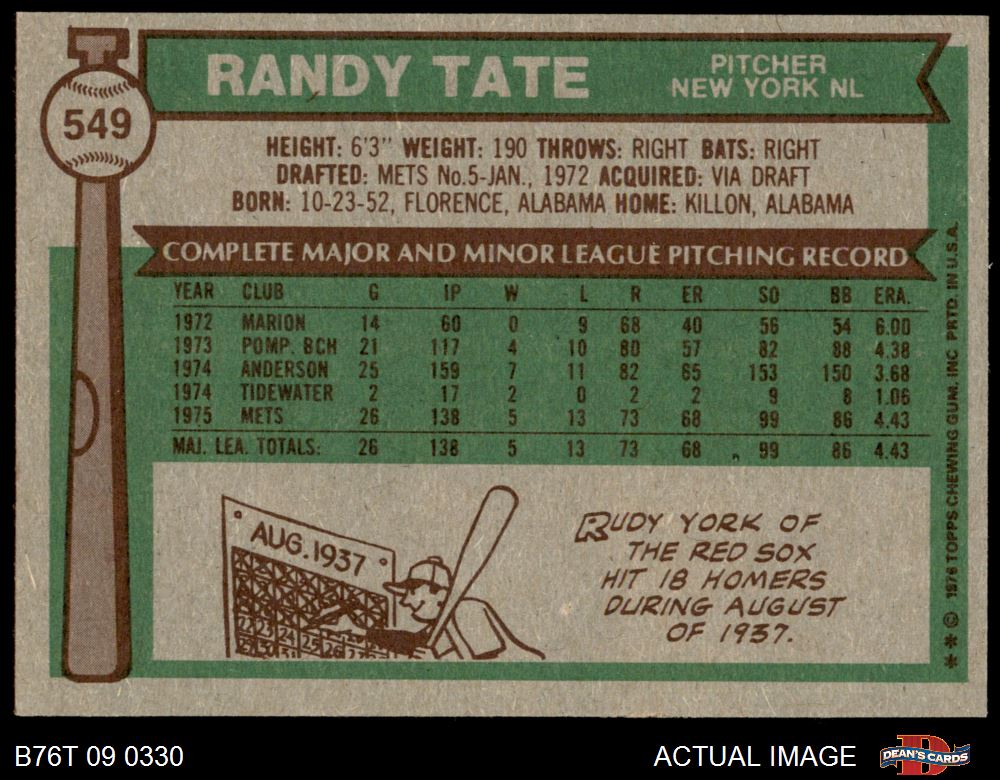 RANDY TATE
PITCHER
NEW YORK NL
549
HEIGHT: 6'3" WEIGHT: 190 THROWS: RIGHT BATS: RIGHT
DRAFTED: METS No.5-JAN., 1972 ACQUIRED: VIA DRAFT
BORN: 10-23-52, FLORENCE, ALABAMA HOME: KILLON, ALABAMA
COMPLETE MAJOR AND MINOR LEAGUE PITCHING RECORD
YEAR CLUB G IP W L R ER SO BB ERA.
1972 MARION 14 60 0 9 68 40 56 54 6.00
1973 POMP. BCH 21 117 4 10 80 57 82 88 4.38
1974 ANDERSON 25 159 7 11 82 65 153 150 3.68
1974 TIDEWATER 2 17 2 0 2 2 9 8 1.06
1975 METS 26 138 5 13 73 68 99 86 4.43
MAJ. LEA. TOTALS: 26 138 5 13 73 68 99 86 4.43
AUG. 1937
RUDY YORK OF
THE RED SOX
HIT 18 HOMERS
DURING AUGUST
OF 1937.
** © 1976 TOPPS CHEWING GUM, INC PRTD. IN U.S.A.
B76T 09 0330
ACTUAL IMAGE
DEAN'S CARDS